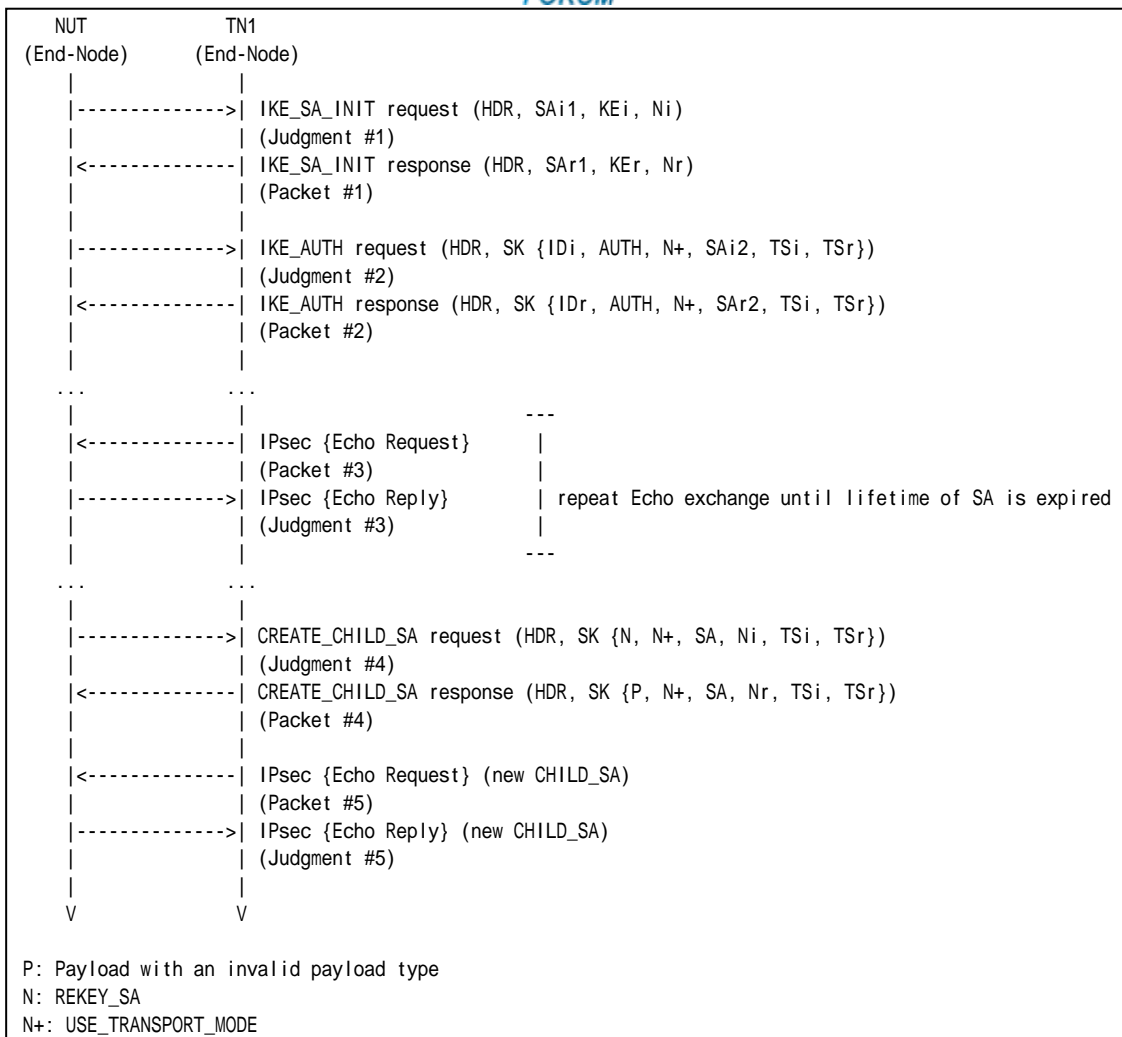 FORUM
NUT TN1
(End-Node) (End-Node)
| |
|-------------->| IKE_SA_INIT request (HDR, SAi1, KEi, Ni)
| | (Judgment #1)
|<--------------| IKE_SA_INIT response (HDR, SAr1, KEr, Nr)
| | (Packet #1)
| |
|-------------->| IKE_AUTH request (HDR, SK {IDi, AUTH, N+, SAi2, TSi, TSr})
| | (Judgment #2)
|<--------------| IKE_AUTH response (HDR, SK {IDr, AUTH, N+, SAr2, TSi, TSr})
| | (Packet #2)
| |
... ...
| | ---
|<--------------| IPsec {Echo Request} |
| | (Packet #3) |
|-------------->| IPsec {Echo Reply} | repeat Echo exchange until lifetime of SA is expired
| | (Judgment #3) |
| | ---
... ...
| |
|-------------->| CREATE_CHILD_SA request (HDR, SK {N, N+, SA, Ni, TSi, TSr})
| | (Judgment #4)
|<--------------| CREATE_CHILD_SA response (HDR, SK {P, N+, SA, Nr, TSi, TSr})
| | (Packet #4)
| |
|<--------------| IPsec {Echo Request} (new CHILD_SA)
| | (Packet #5)
|-------------->| IPsec {Echo Reply} (new CHILD_SA)
| | (Judgment #5)
| |
V V
P: Payload with an invalid payload type
N: REKEY_SA
N+: USE_TRANSPORT_MODE